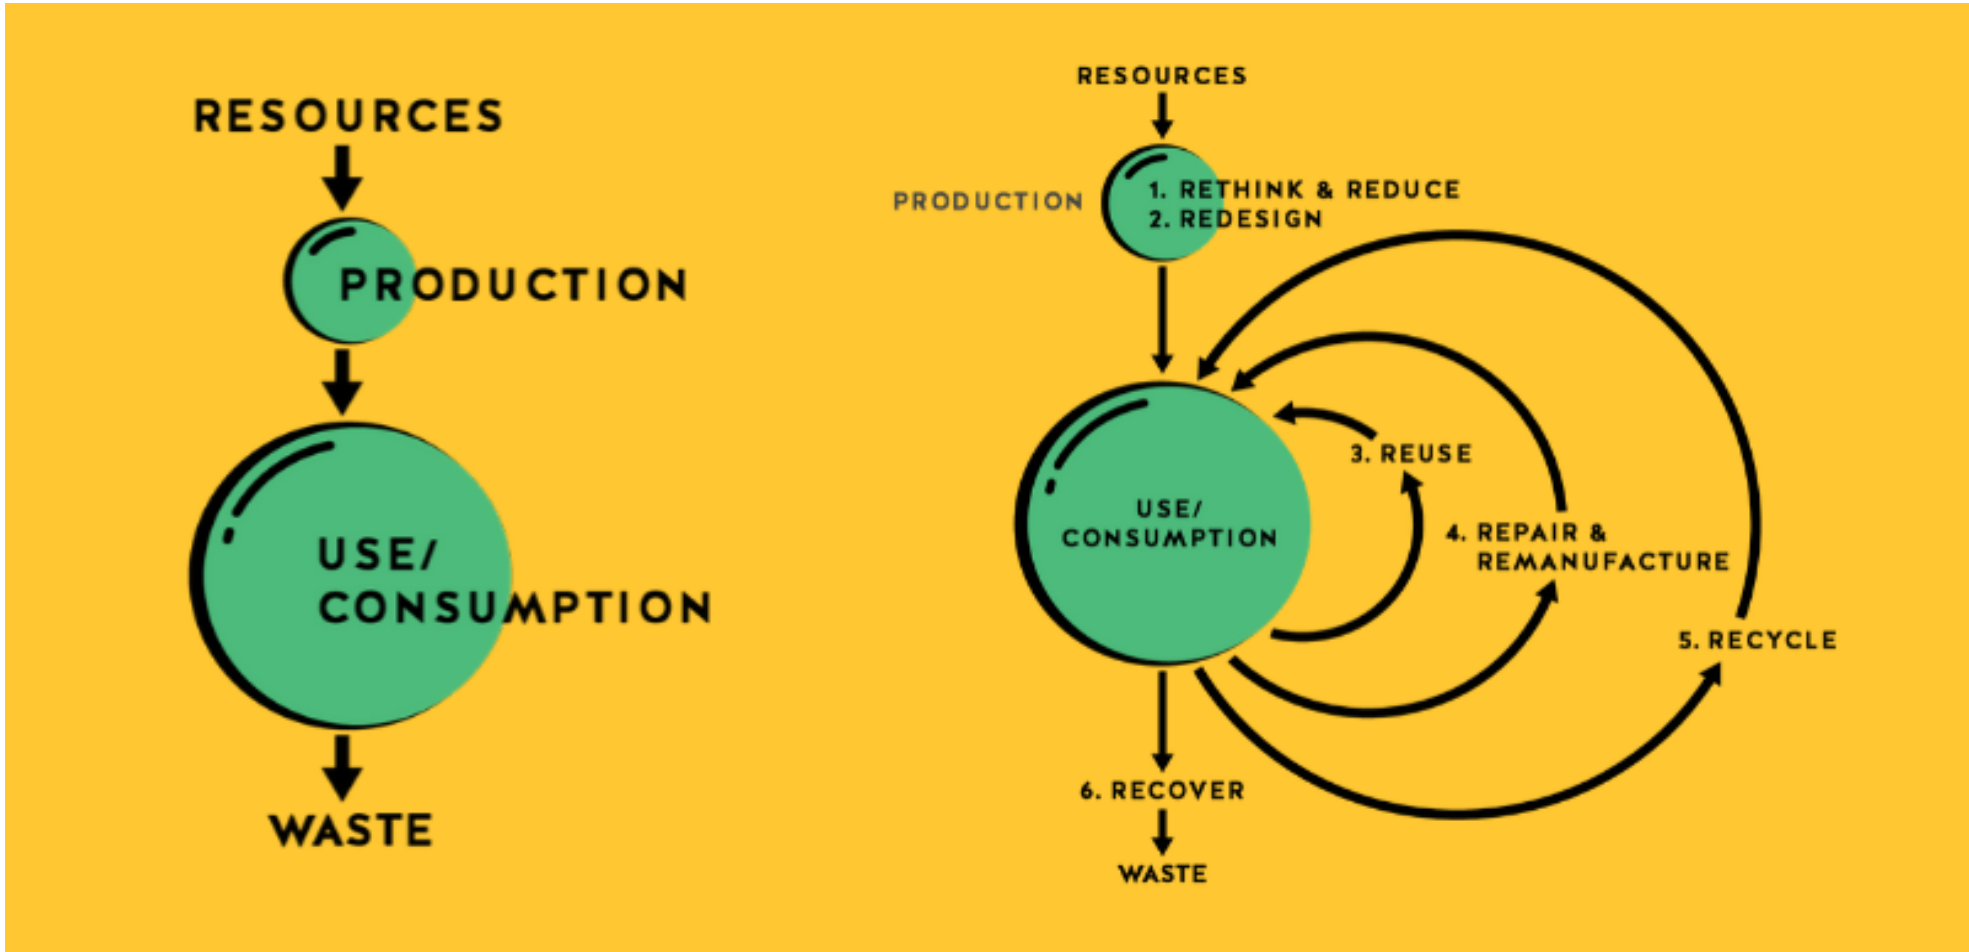 RESOURCES
PRODUCTION
USE/
CONSUMPTION
WASTE
RESOURCES
PRODUCTION
1. RETHINK & REDUCE
2. REDESIGN
3. REUSE
USE/
CONSUMPTION
4. REPAIR &
REMANUFACTURE
5. RECYCLE
6. RECOVER
WASTE